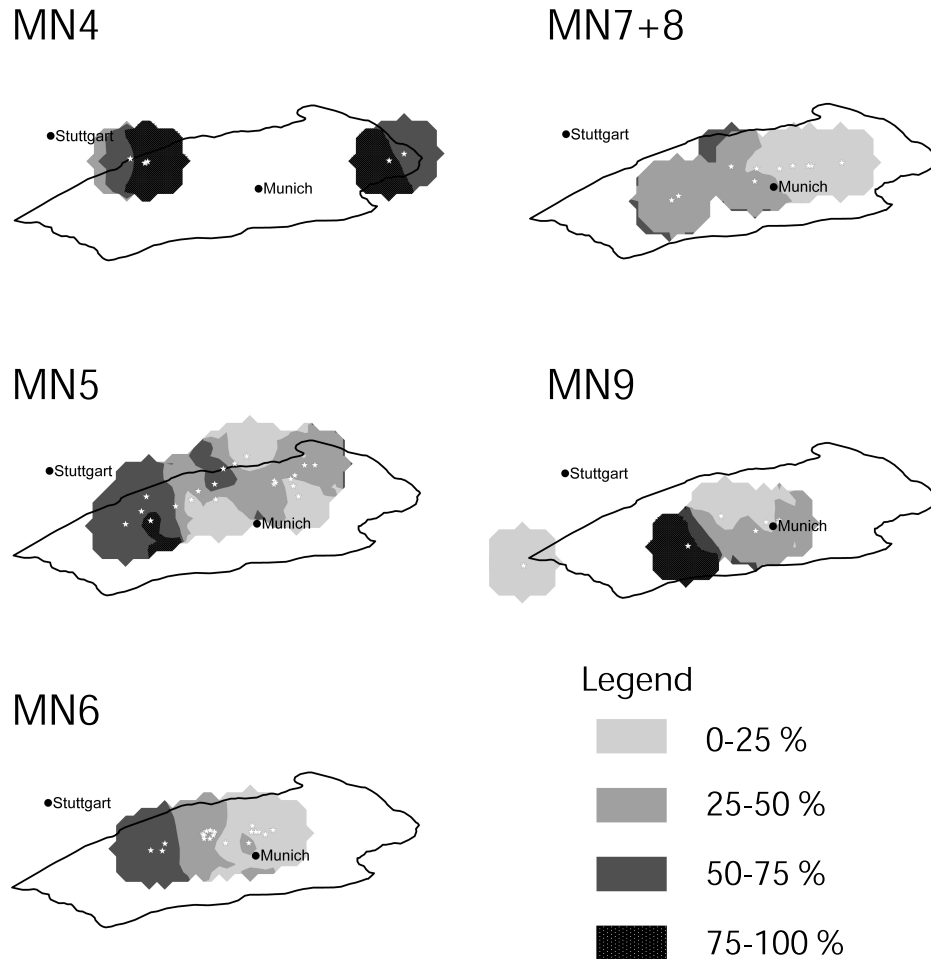 MN4
Stuttgart
Munich
MN7+8
Stuttgart
Munich
MN5
Stuttgart
Munich
MN9
Stuttgart
Munich
MN6
Stuttgart
Munich
Legend
0-25 %
25-50 %
50-75 %
75-100 %